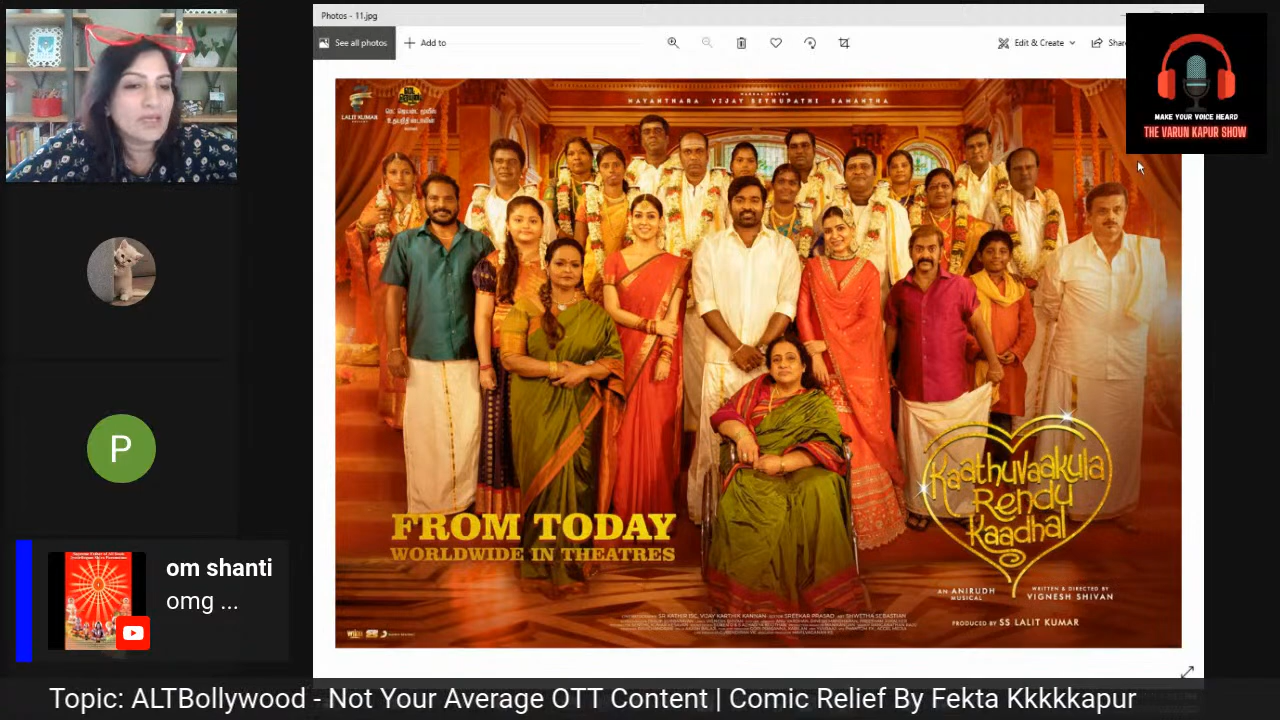 Photos - 11.jpg
See all photos
Add to
Edit & Create
MAKE YOUR VOICE HEARD
THE VARUN KAPUR SHOW
LALIT KUMAR
NAYANTHARA VIJAY SETHUPATHI SAMANTHA
FROM TODAY
WORLDWIDE IN THEATRES
Kaathuvaakula
Rendu
Kaadhal
AN ANIRUDH
MUSICAL
WRITTEN & DIRECTED BY
VIGNESH SHIVAN
PRODUCED BY SS LALIT KUMAR
P
om shanti
omg ...
Topic: ALTBollywood - Not Your Average OTT Content | Comic Relief By Fekta Kkkkkapur